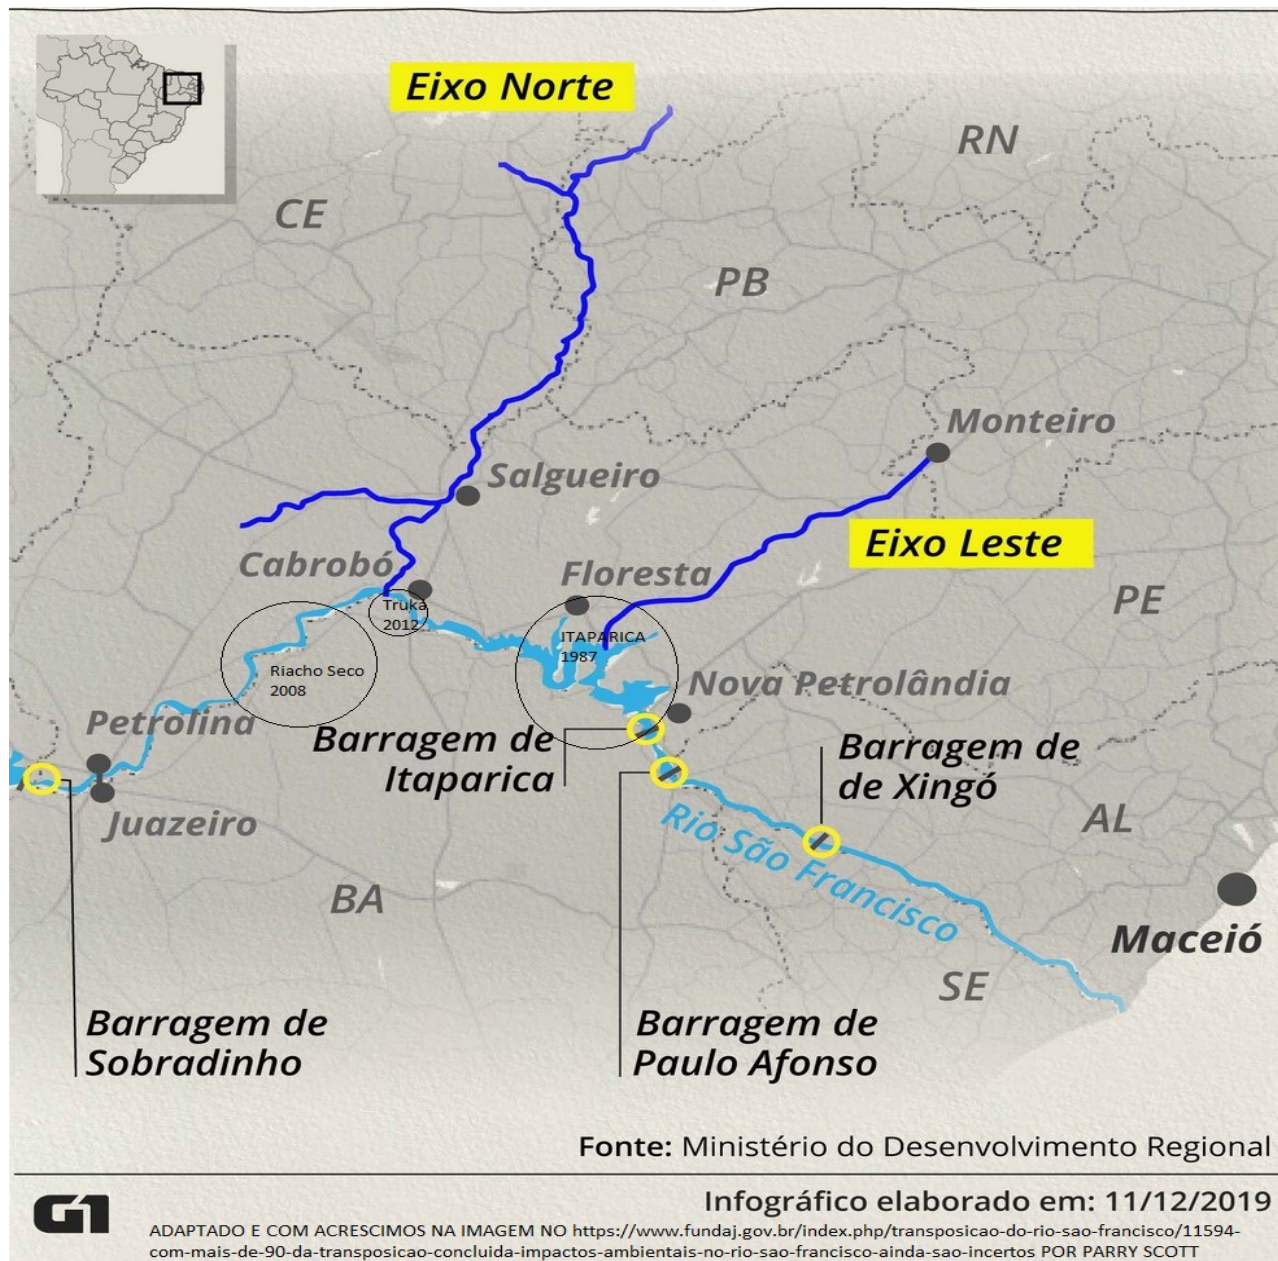 Eixo Norte
RN
CE
PB
Monteiro
Salgueiro
Eixo Leste
Cabrobó
Floresta
PE
Truka
2012
ITAPARICA
1987
Riacho Seco
2008
Nova Petrolândia
Petrolina
Barragem de
Itaparica
Barragem de
de Xingó
Juazeiro
AL
Rio São Francisco
BA
Maceió
SE
Barragem de
Sobradinho
Barragem de
Paulo Afonso
Fonte: Ministério do Desenvolvimento Regional
G1
Infográfico elaborado em: 11/12/2019
ADAPTADO E COM ACRESCIMOS NA IMAGEM NO https://www.fundaj.gov.br/index.php/transposicao-do-rio-sao-francisco/11594-
com-mais-de-90-da-transposicao-concluida-impactos-ambientais-no-rio-sao-francisco-ainda-sao-incertos POR PARRY SCOTT